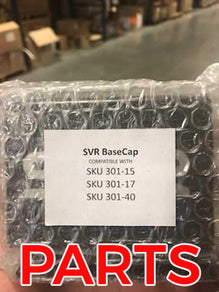 SVR BaseCap
COMPATIBLE WITH
SKU 301-15
SKU 301-17
SKU 301-40
PARTS